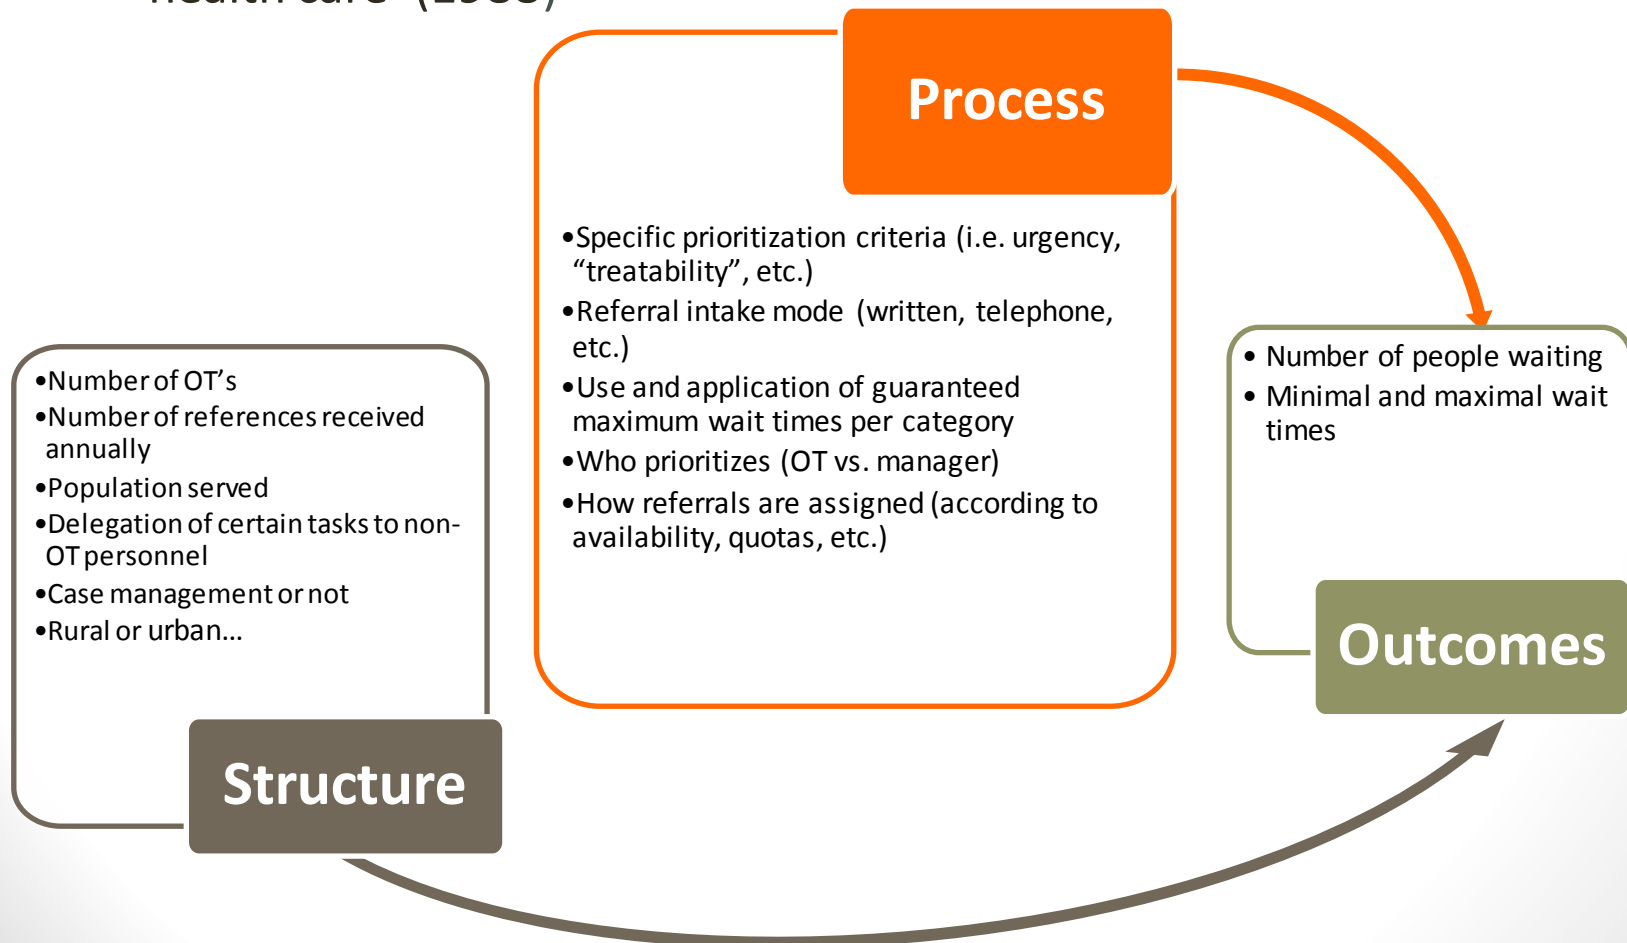 health care" (1988)
Process
•Specific prioritization criteria (i.e. urgency,
“treatability”, etc.)
•Referral intake mode (written, telephone,
etc.)
•Use and application of guaranteed
maximum wait times per category
•Who prioritizes (OT vs. manager)
•How referrals are assigned (according to
availability, quotas, etc.)
•Number of OT’s
•Number of references received
annually
•Population served
•Delegation of certain tasks to non-
OT personnel
•Case management or not
•Rural or urban…
Structure
• Number of people waiting
• Minimal and maximal wait
times
Outcomes